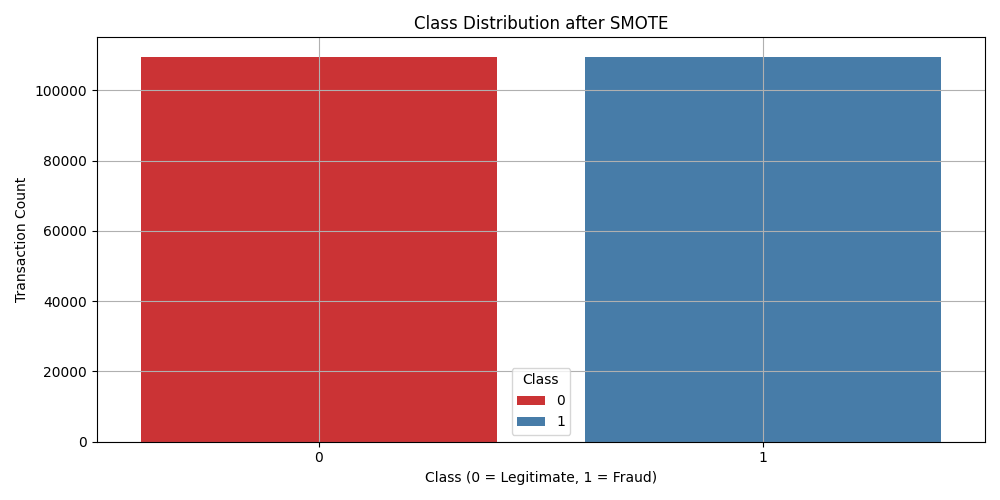 Class Distribution after SMOTE
Transaction Count
100000
80000
60000
40000
20000
0
Class
0
1
0 1
Class (0 = Legitimate, 1 = Fraud)